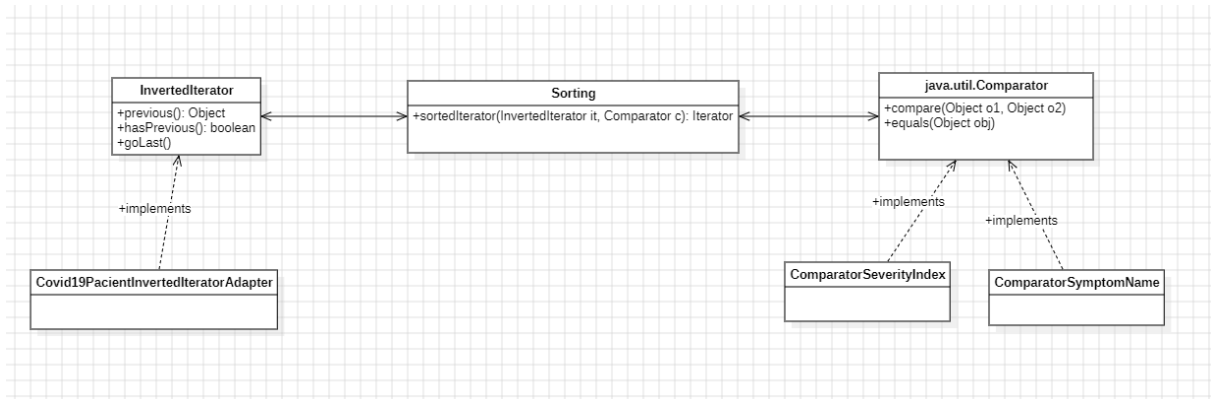 InvertedIterator
+previous(): Object
+hasPrevious(): boolean
+goLast()
Sorting
+sortedIterator(InvertedIterator it, Comparator c): Iterator
java.util.Comparator
+compare(Object o1, Object o2)
+equals(Object obj)
+implements
+implements
+implements
Covid19PacientInvertedIteratorAdapter
ComparatorSeverityIndex
ComparatorSymptomName